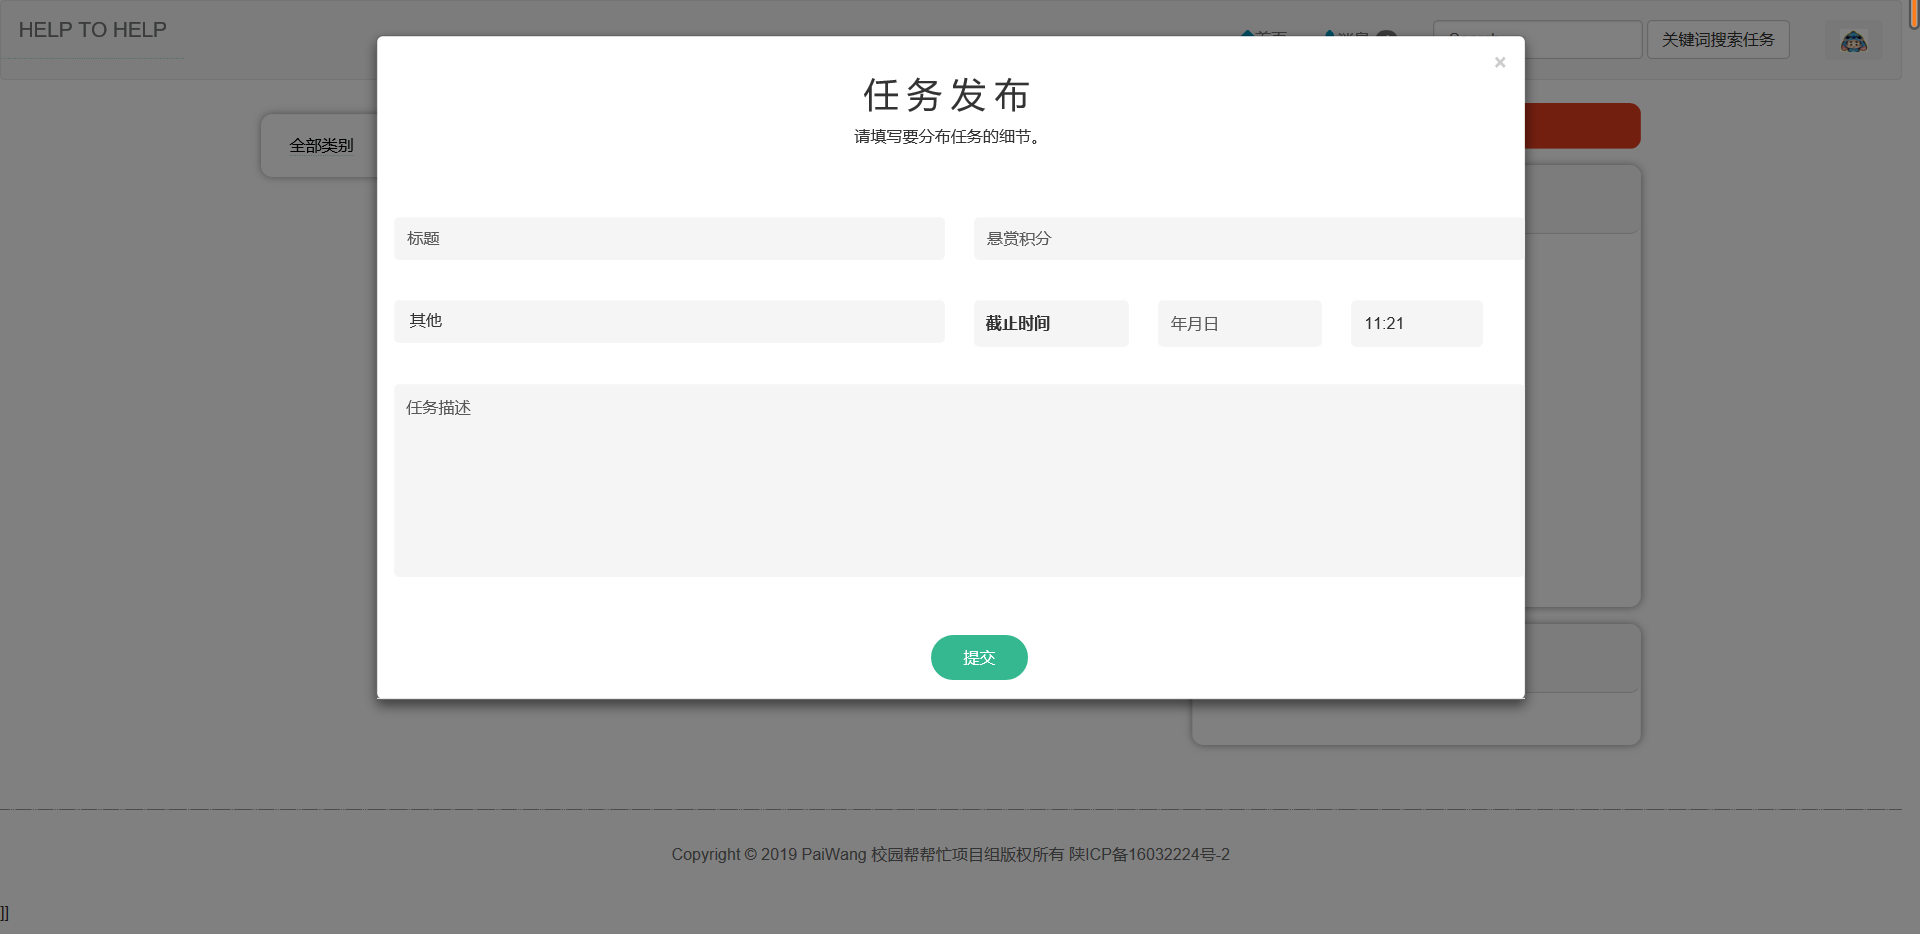 HELP TO HELP
关键词搜索任务
×
任务发布
请填写要分布任务的细节。
全部类别
标题
悬赏积分
其他
截止时间
年月日
11:21
任务描述
提交
Copyright © 2019 PaiWang 校园帮帮忙项目组版权所有 陕ICP备16032224号-2
]]